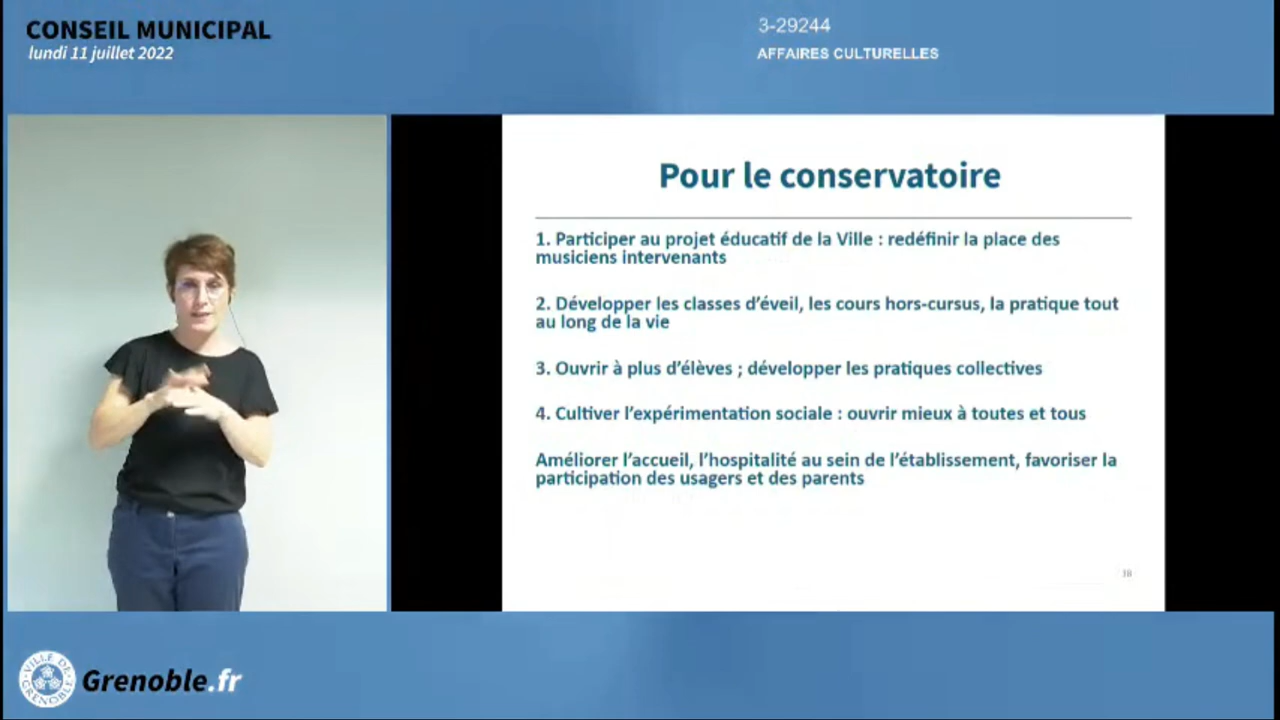 CONSEIL MUNICIPAL
lundi 11 juillet 2022
3-29244
AFFAIRES CULTURELLES
Pour le conservatoire
1. Participer au projet éducatif de la Ville : redéfinir la place des
musiciens intervenants
2. Développer les classes d’éveil, les cours hors-cursus, la pratique tout
au long de la vie
3. Ouvrir à plus d’élèves ; développer les pratiques collectives
4. Cultiver l’expérimentation sociale : ouvrir mieux à toutes et tous
Améliorer l’accueil, l’hospitalité au sein de l’établissement, favoriser la
participation des usagers et des parents
VILLE DE
GRENOBLE
Grenoble.fr